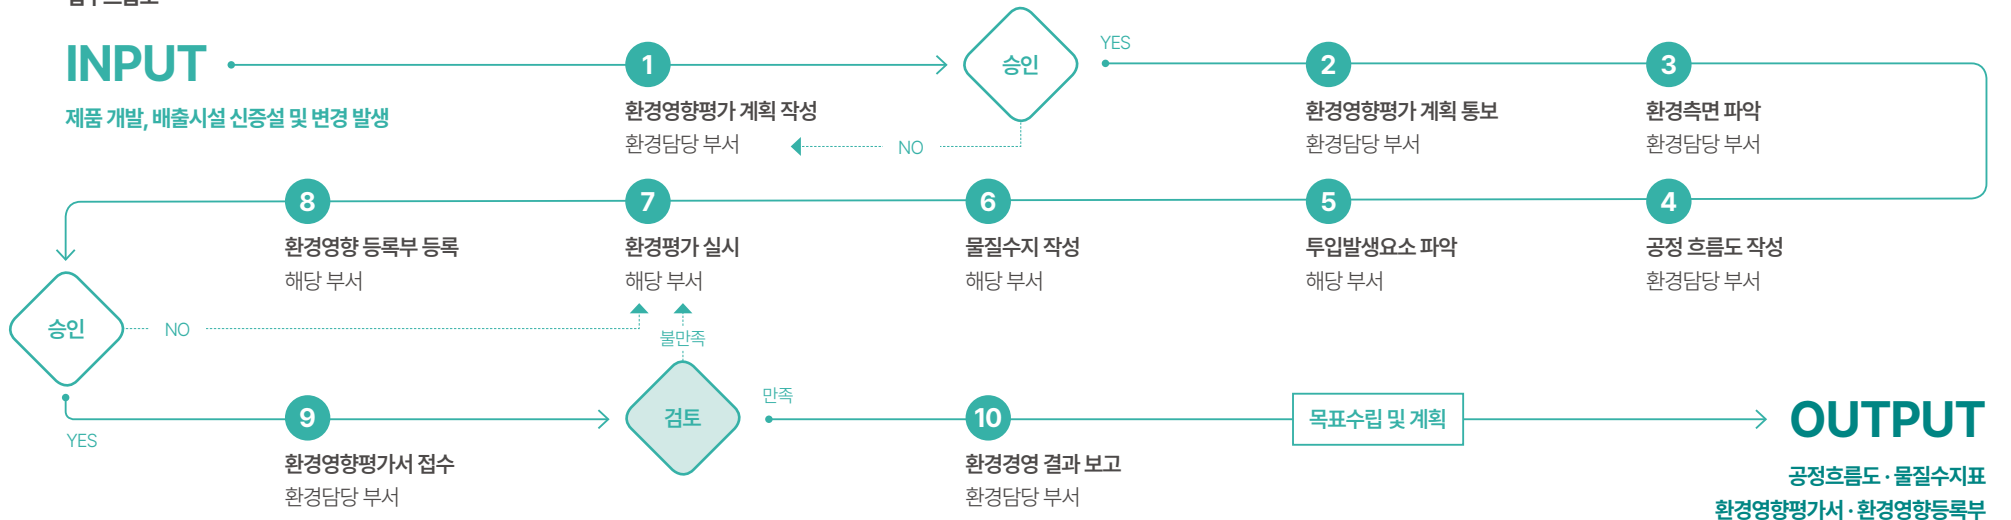 INPUT
제품 개발, 배출시설 신증설 및 변경 발생
1
환경영향평가 계획 작성
환경담당 부서
승인
NO
YES
2
환경영향평가 계획 통보
환경담당 부서
3
환경측면 파악
환경담당 부서
4
공정 흐름도 작성
환경담당 부서
5
투입발생요소 파악
해당 부서
6
물질수지 작성
해당 부서
7
환경평가 실시
해당 부서
8
환경영향 등록부 등록
해당 부서
승인
NO
YES
9
환경영향평가서 접수
환경담당 부서
검토
불만족
만족
10
환경경영 결과 보고
환경담당 부서
목표수립 및 계획
OUTPUT
공정흐름도 · 물질수지표
환경영향평가서 · 환경영향등록부